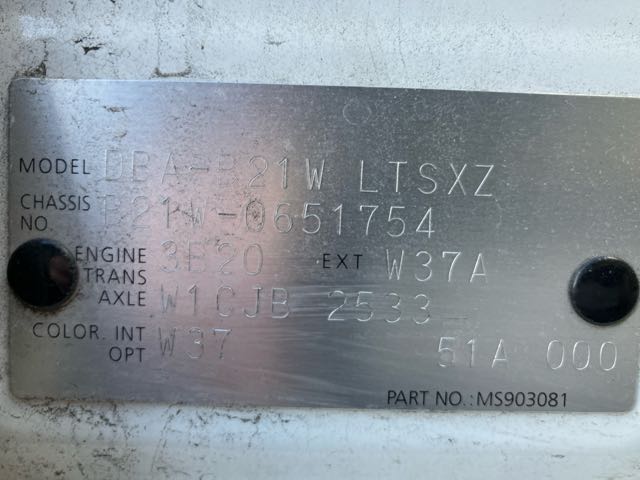 MODEL DBA-B21W LTSXZ
CHASSIS NO. B21W-0651754
ENGINE 3B20 EXT W37A
TRANS AXLE W1CJB 2533_
COLOR. INT OPT W37 51A 000
PART NO.: MS903081